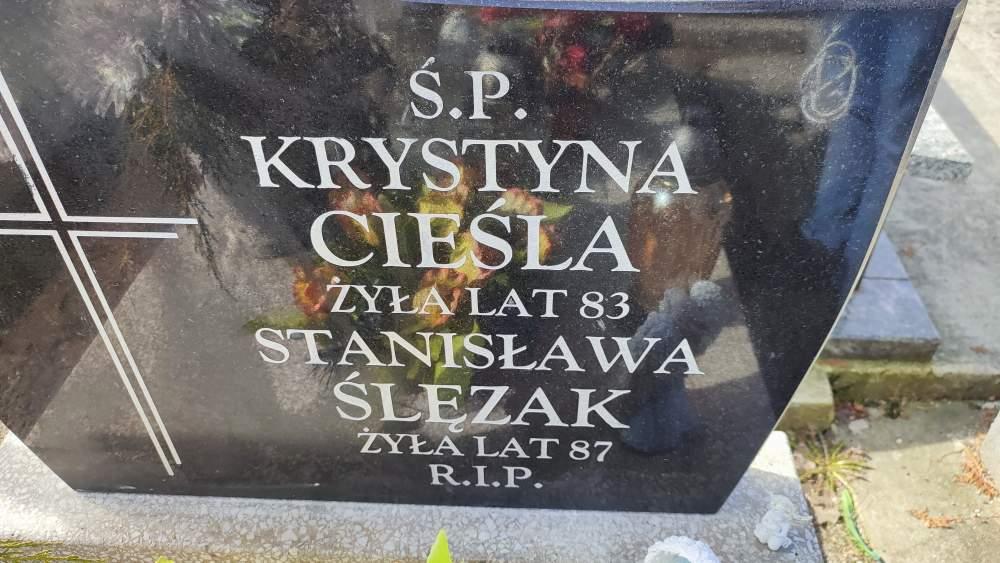 Ś.P.
KRYSTYNA
CIEŚLA
ŻYŁA LAT 83
STANISŁAWA
ŚLĘZAK
ŻYŁA LAT 87
R.I.P.